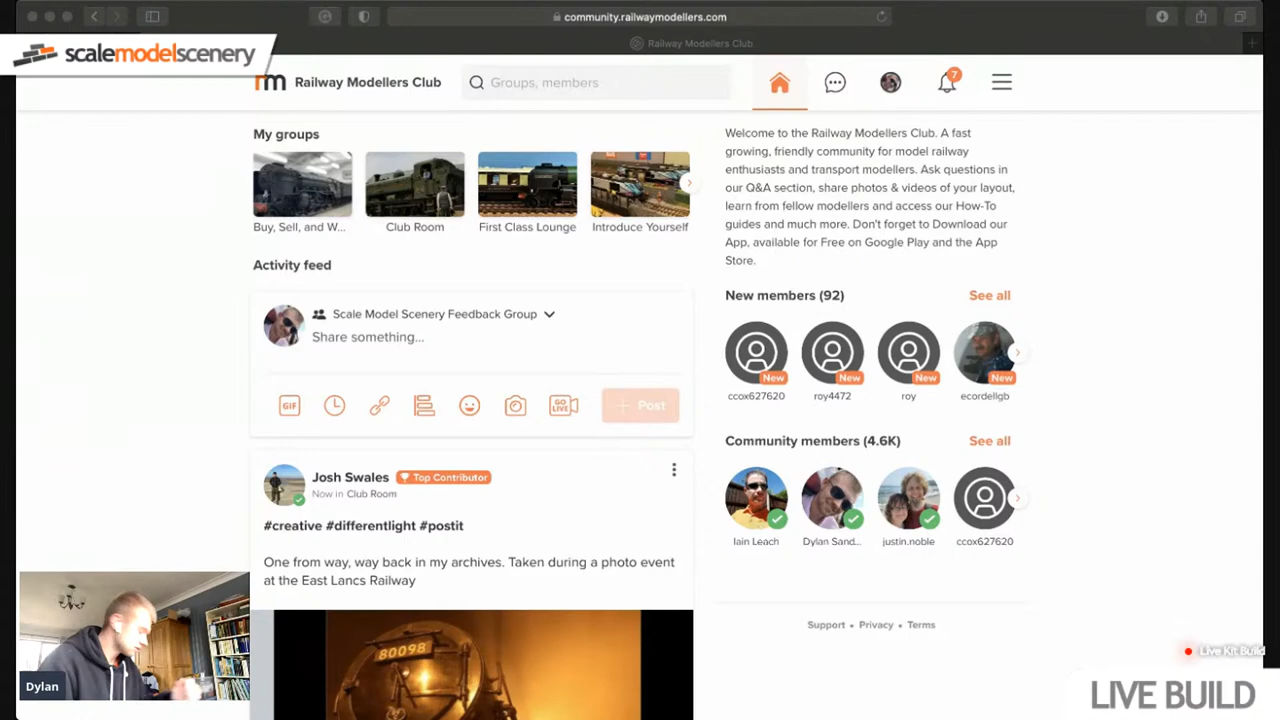 community.railwaymodellers.com
Railway Modellers Club
scalemodelscenery
rm Railway Modellers Club
Groups, members
7
My groups
Buy, Sell, and W...
Club Room
First Class Lounge
Introduce Yourself
Activity feed
Scale Model Scenery Feedback Group
Share something...
GIF
GO
LIVE
+ Post
Josh Swales
Top Contributor
Now in Club Room
#creative #differentlight #postit
One from way, way back in my archives. Taken during a photo event
at the East Lancs Railway
80098
Welcome to the Railway Modellers Club. A fast
growing, friendly community for model railway
enthusiasts and transport modellers. Ask questions in
our Q&A section, share photos & videos of your layout,
learn from fellow modellers and access our How-To
guides and much more. Don't forget to Download our
App, available for Free on Google Play and the App
Store.
New members (92)
See all
New
New
New
New
ccox627620
roy4472
roy
ecordellgb
Community members (4.6K)
See all
Iain Leach
Dylan Sand...
justin.noble
ccox627620
Support • Privacy • Terms
Dylan
Live Kit Build
LIVE BUILD